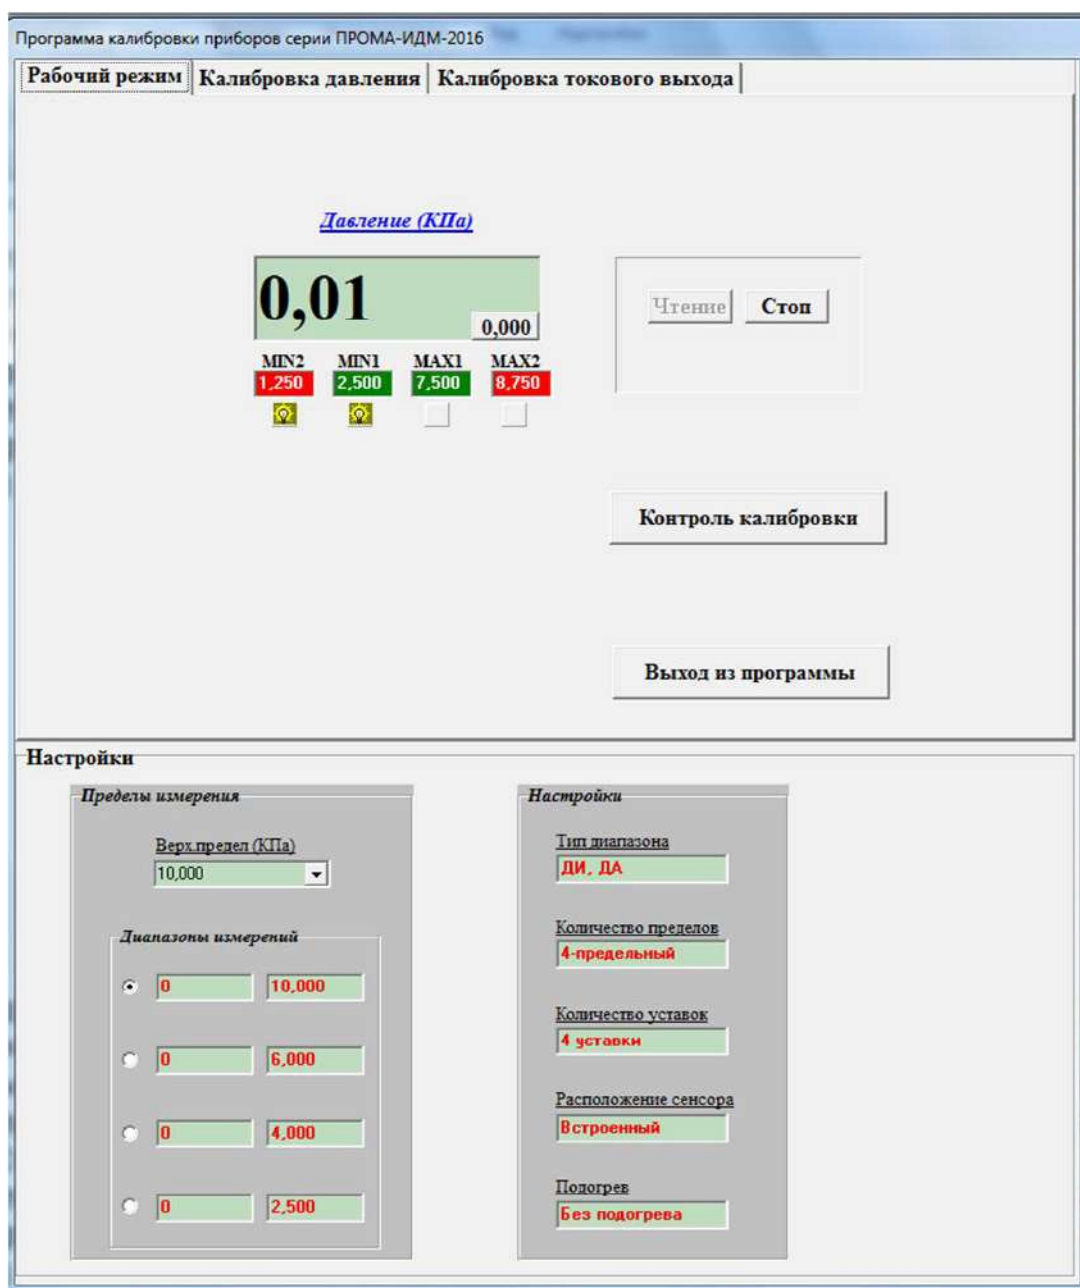 Программа калибровки приборов серии ПРОМА-ИДМ-2016
Рабочий режим Калибровка давления Калибровка токового выхода
Давление (КПа)
0,01
0,000
Чтение Стоп
MIN2 MIN1 MAX1 MAX2
1,250 2,500 7,500 8,750
Контроль калибровки
Выход из программы
Настройки
Пределы измерения
Верх.предел (КПа)
10,000
Диапазоны измерений
0 10,000
0 6,000
0 4,000
0 2,500
Настройки
Тип диапазона
ДИ, ДА
Количество пределов
4-предельный
Количество уставок
4 уставки
Расположение сенсора
Встроенный
Подогрев
Без подогрева